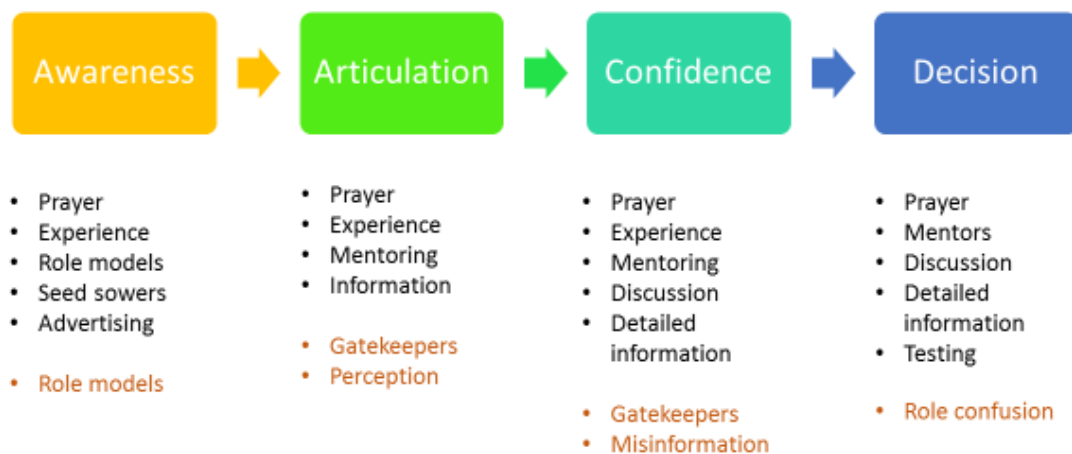 Awareness
Articulation
Confidence
Decision
• Prayer
• Experience
• Role models
• Seed sowers
• Advertising
• Role models
• Prayer
• Experience
• Mentoring
• Information
• Gatekeepers
• Perception
• Prayer
• Experience
• Mentoring
• Discussion
• Detailed
information
• Gatekeepers
• Misinformation
• Prayer
• Mentors
• Discussion
• Detailed
information
• Testing
• Role confusion